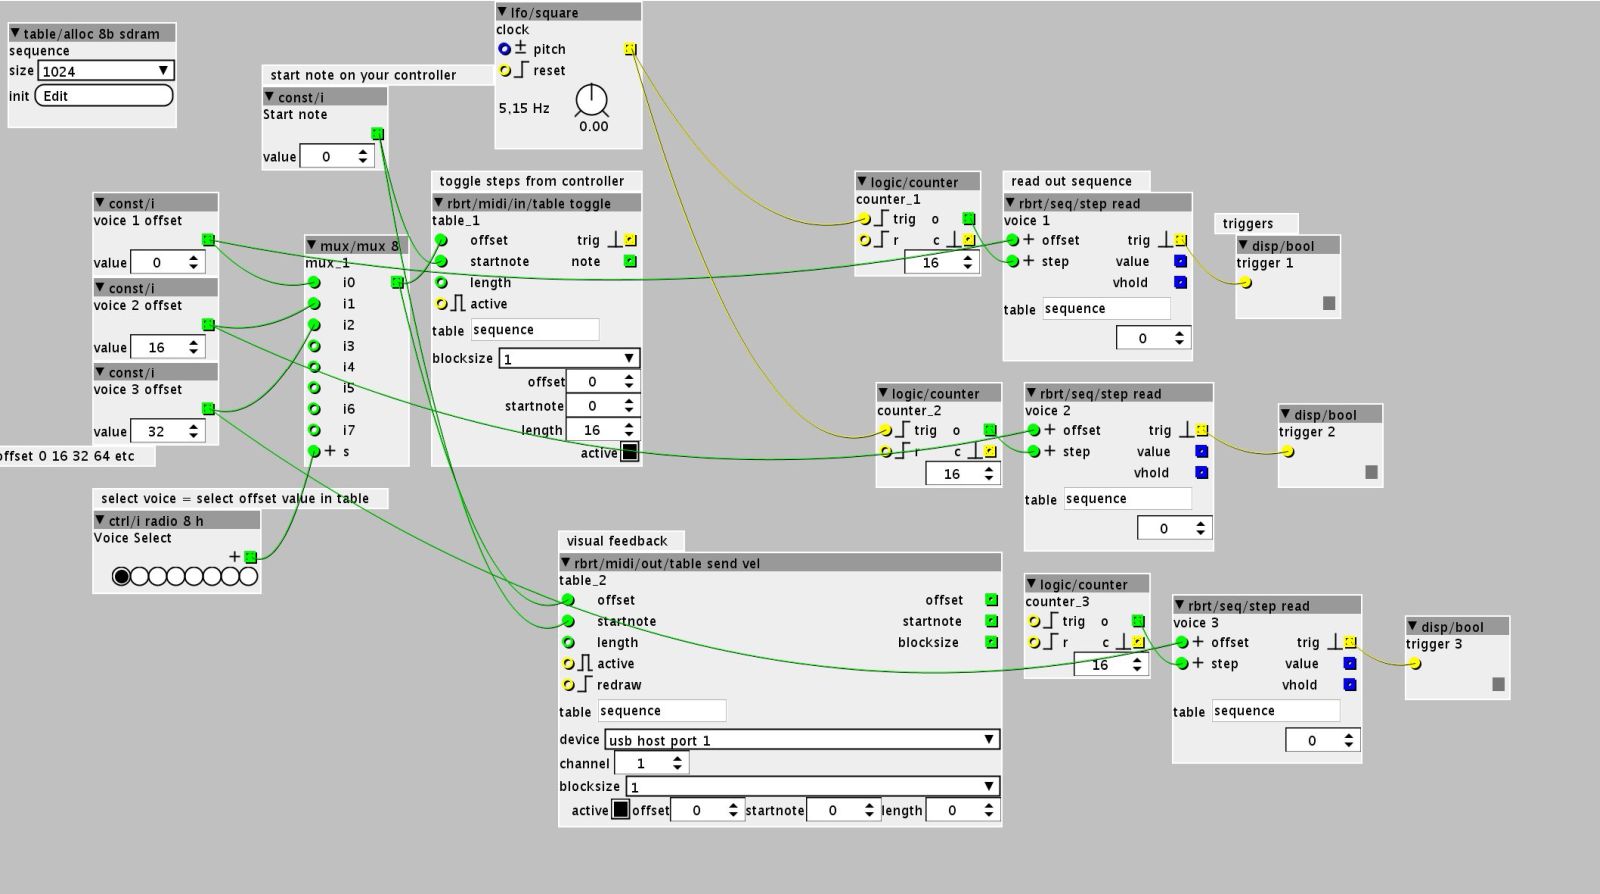 table/alloc 8b sdram
sequence
size 1024
init Edit
start note on your controller
const/i
Start note
value 0
lfo/square
clock
± pitch
reset
5,15 Hz
0.00
const/i
voice 1 offset
value 0
const/i
voice 2 offset
value 16
const/i
voice 3 offset
value 32
offset 0 16 32 64 etc
mux/mux 8
mux_1
i0
i1
i2
i3
i4
i5
i6
i7
+ s
select voice = select offset value in table
ctrl/i radio 8 h
Voice Select
+
toggle steps from controller
rbrt/midi/in/table toggle
table_1
offset trig
startnote note
length
active
table sequence
blocksize 1
offset 0
startnote 0
length 16
active
logic/counter
counter_1
trig o
r c
16
read out sequence
rbrt/seq/step read
voice 1
+ offset trig
+ step value
vhold
table sequence
0
triggers
disp/bool
trigger 1
logic/counter
counter_2
trig o
r c
16
rbrt/seq/step read
voice 2
+ offset trig
+ step value
vhold
table sequence
0
disp/bool
trigger 2
visual feedback
rbrt/midi/out/table send vel
table_2
offset offset
startnote startnote
length blocksize
active
redraw
table sequence
device usb host port 1
channel 1
blocksize 1
active offset 0 startnote 0 length 0
logic/counter
counter_3
trig o
r c
16
rbrt/seq/step read
voice 3
+ offset trig
+ step value
vhold
table sequence
0
disp/bool
trigger 3